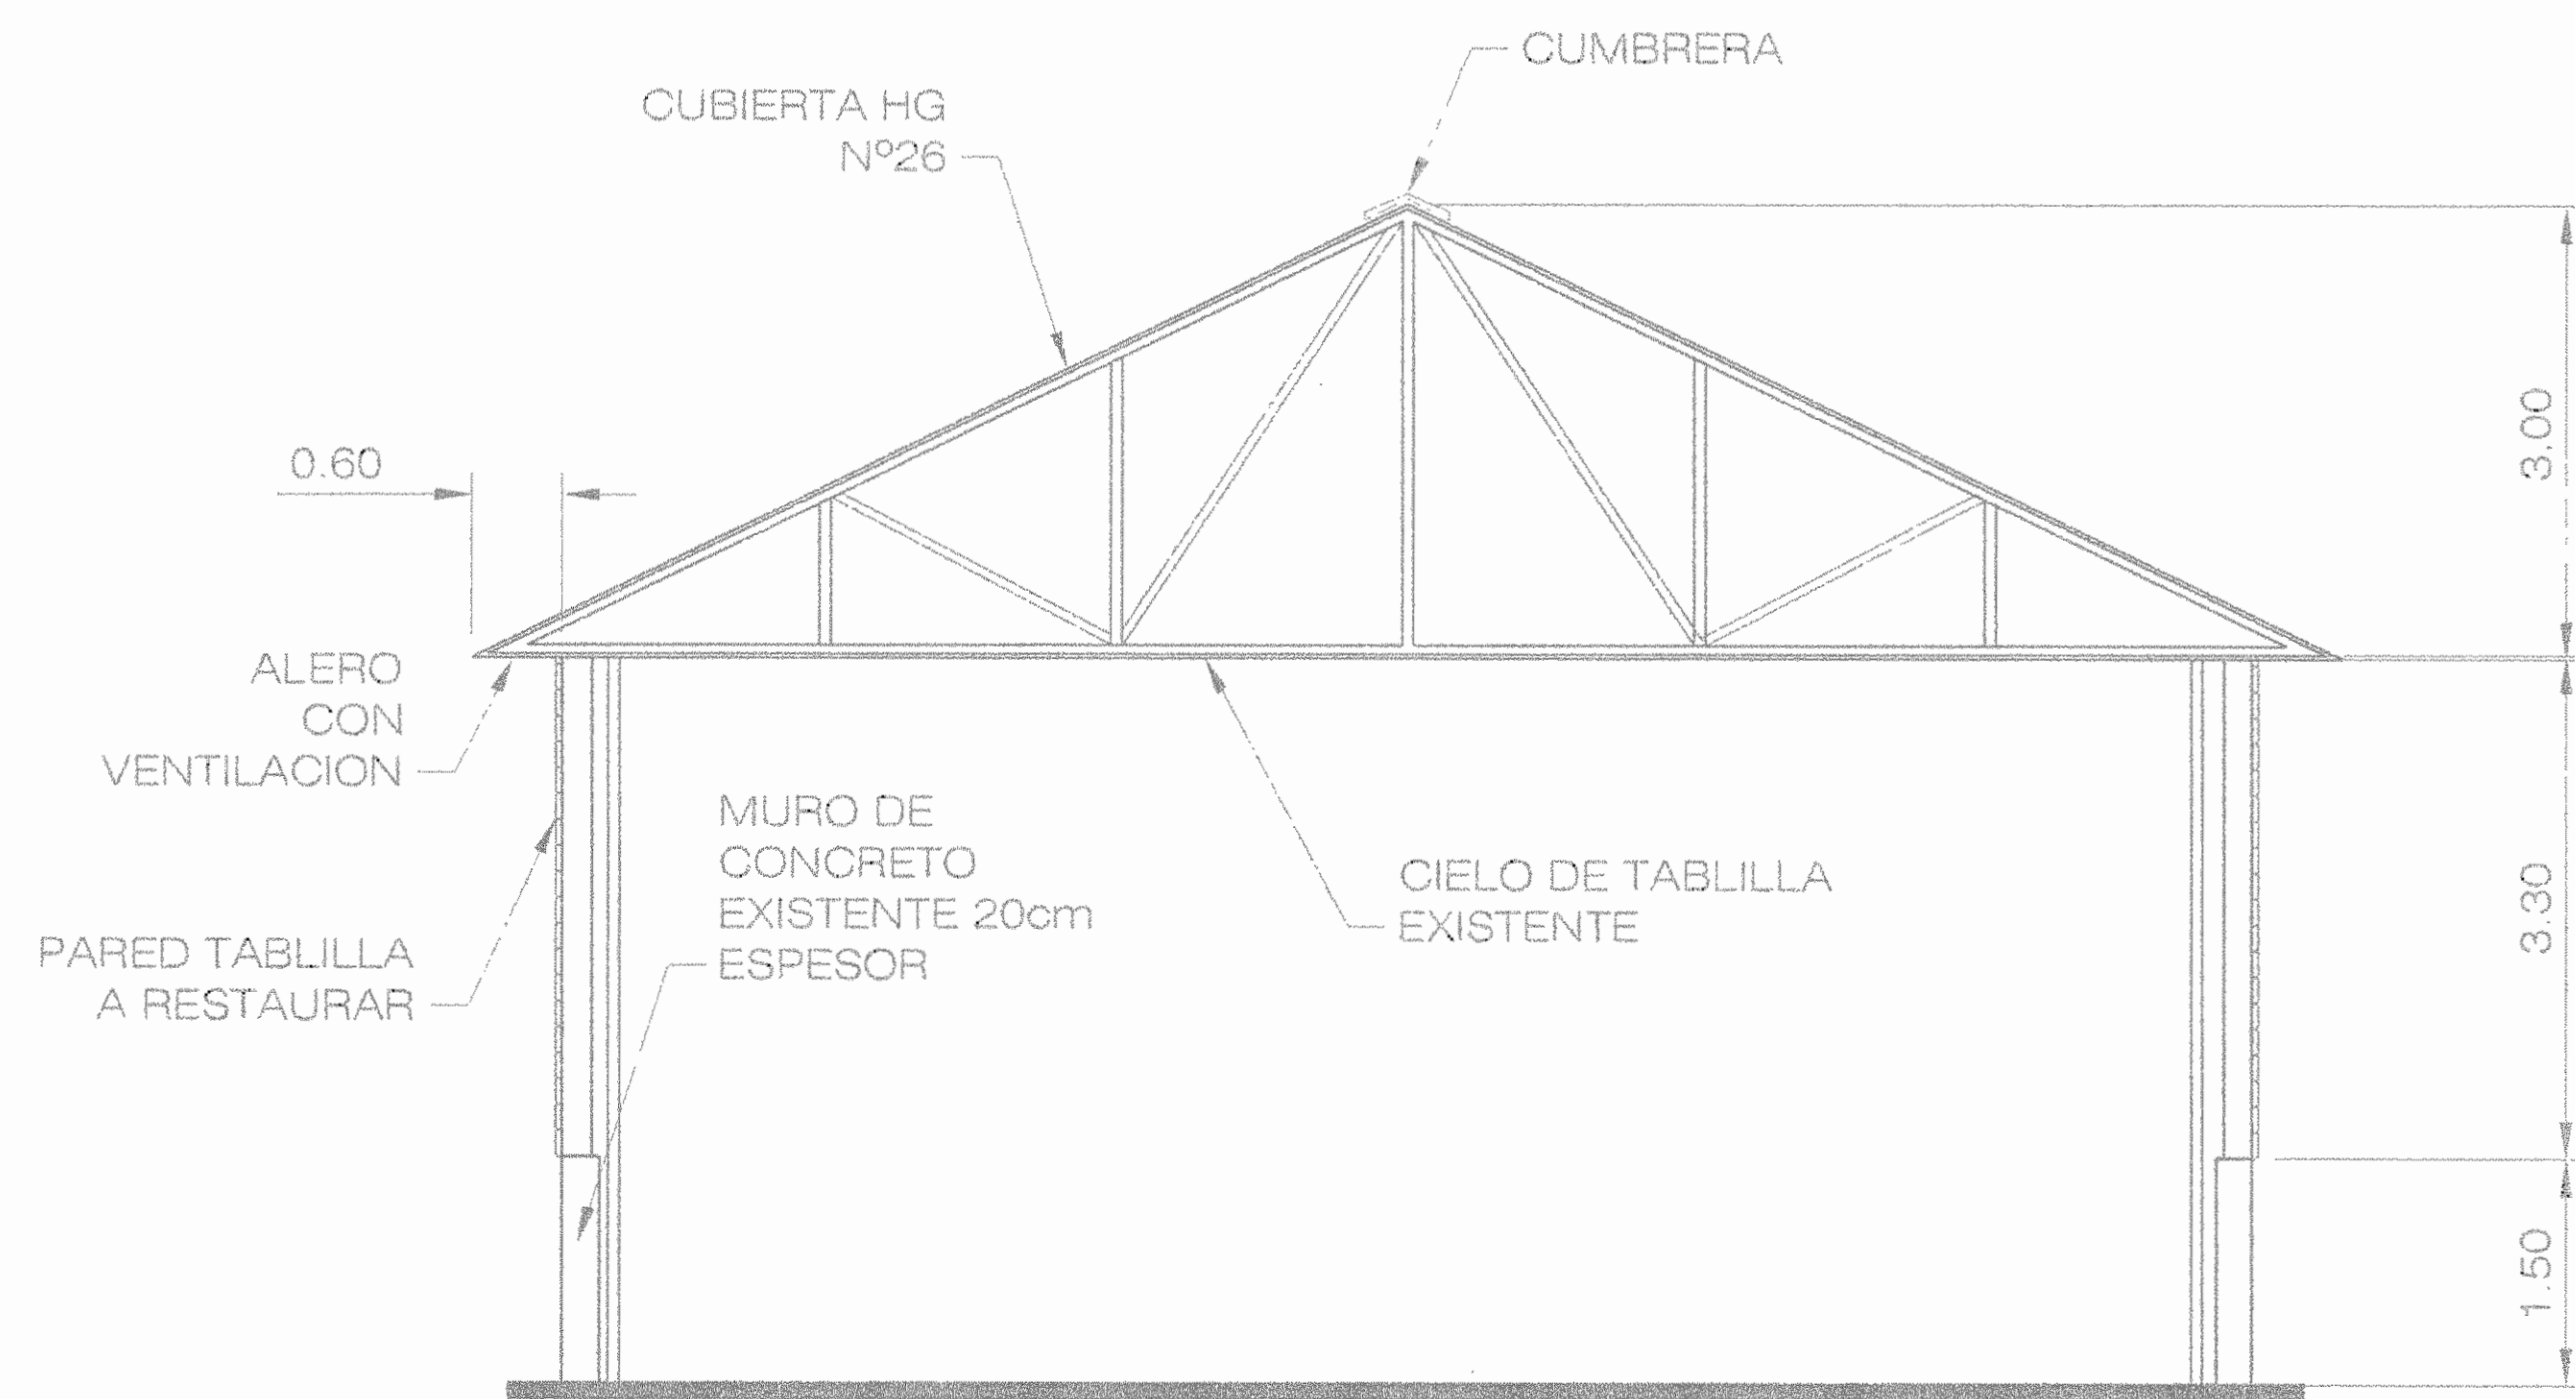 CUMBRERA
CUBIERTA HG
Nº26
0.60
3.00
ALERO
CON
VENTILACION
MURO DE
CONCRETO
EXISTENTE 20cm
ESPESOR
CIELO DE TABLILLA
EXISTENTE
3.30
PARED TABLILLA
A RESTAURAR
1.50